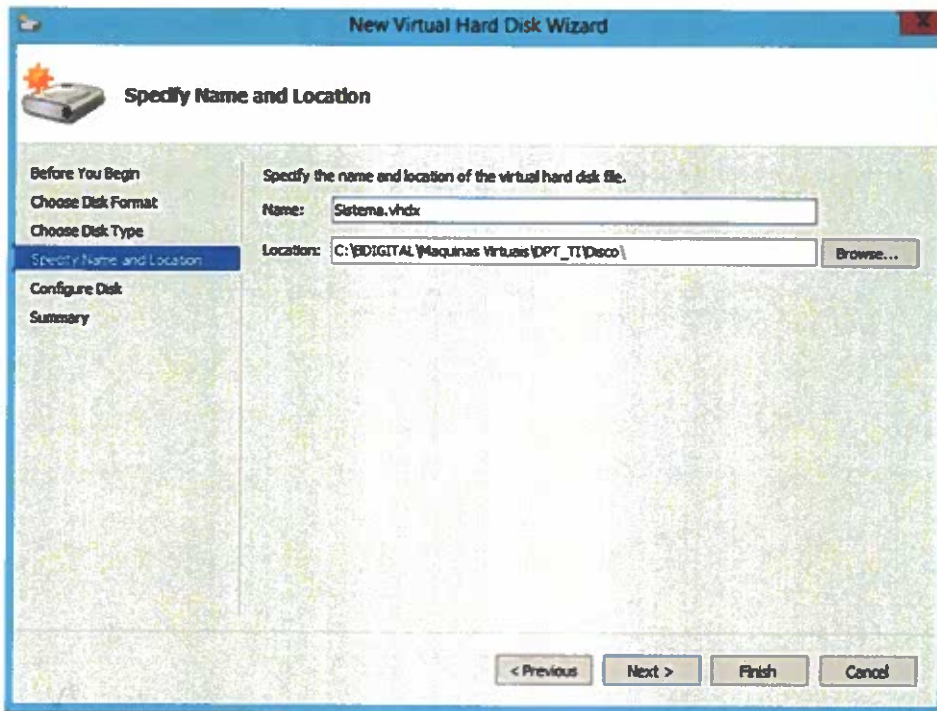 New Virtual Hard Disk Wizard
Specify Name and Location
Before You Begin
Choose Disk Format
Choose Disk Type
Specify Name and Location
Configure Disk
Summary
Specify the name and location of the virtual hard disk file.
Name: Sistema.vhdx
Location: C:\BDIGITAL\Maquinas Virtuais\DPT_TI\Disco\ Browse...
< Previous Next > Finish Cancel